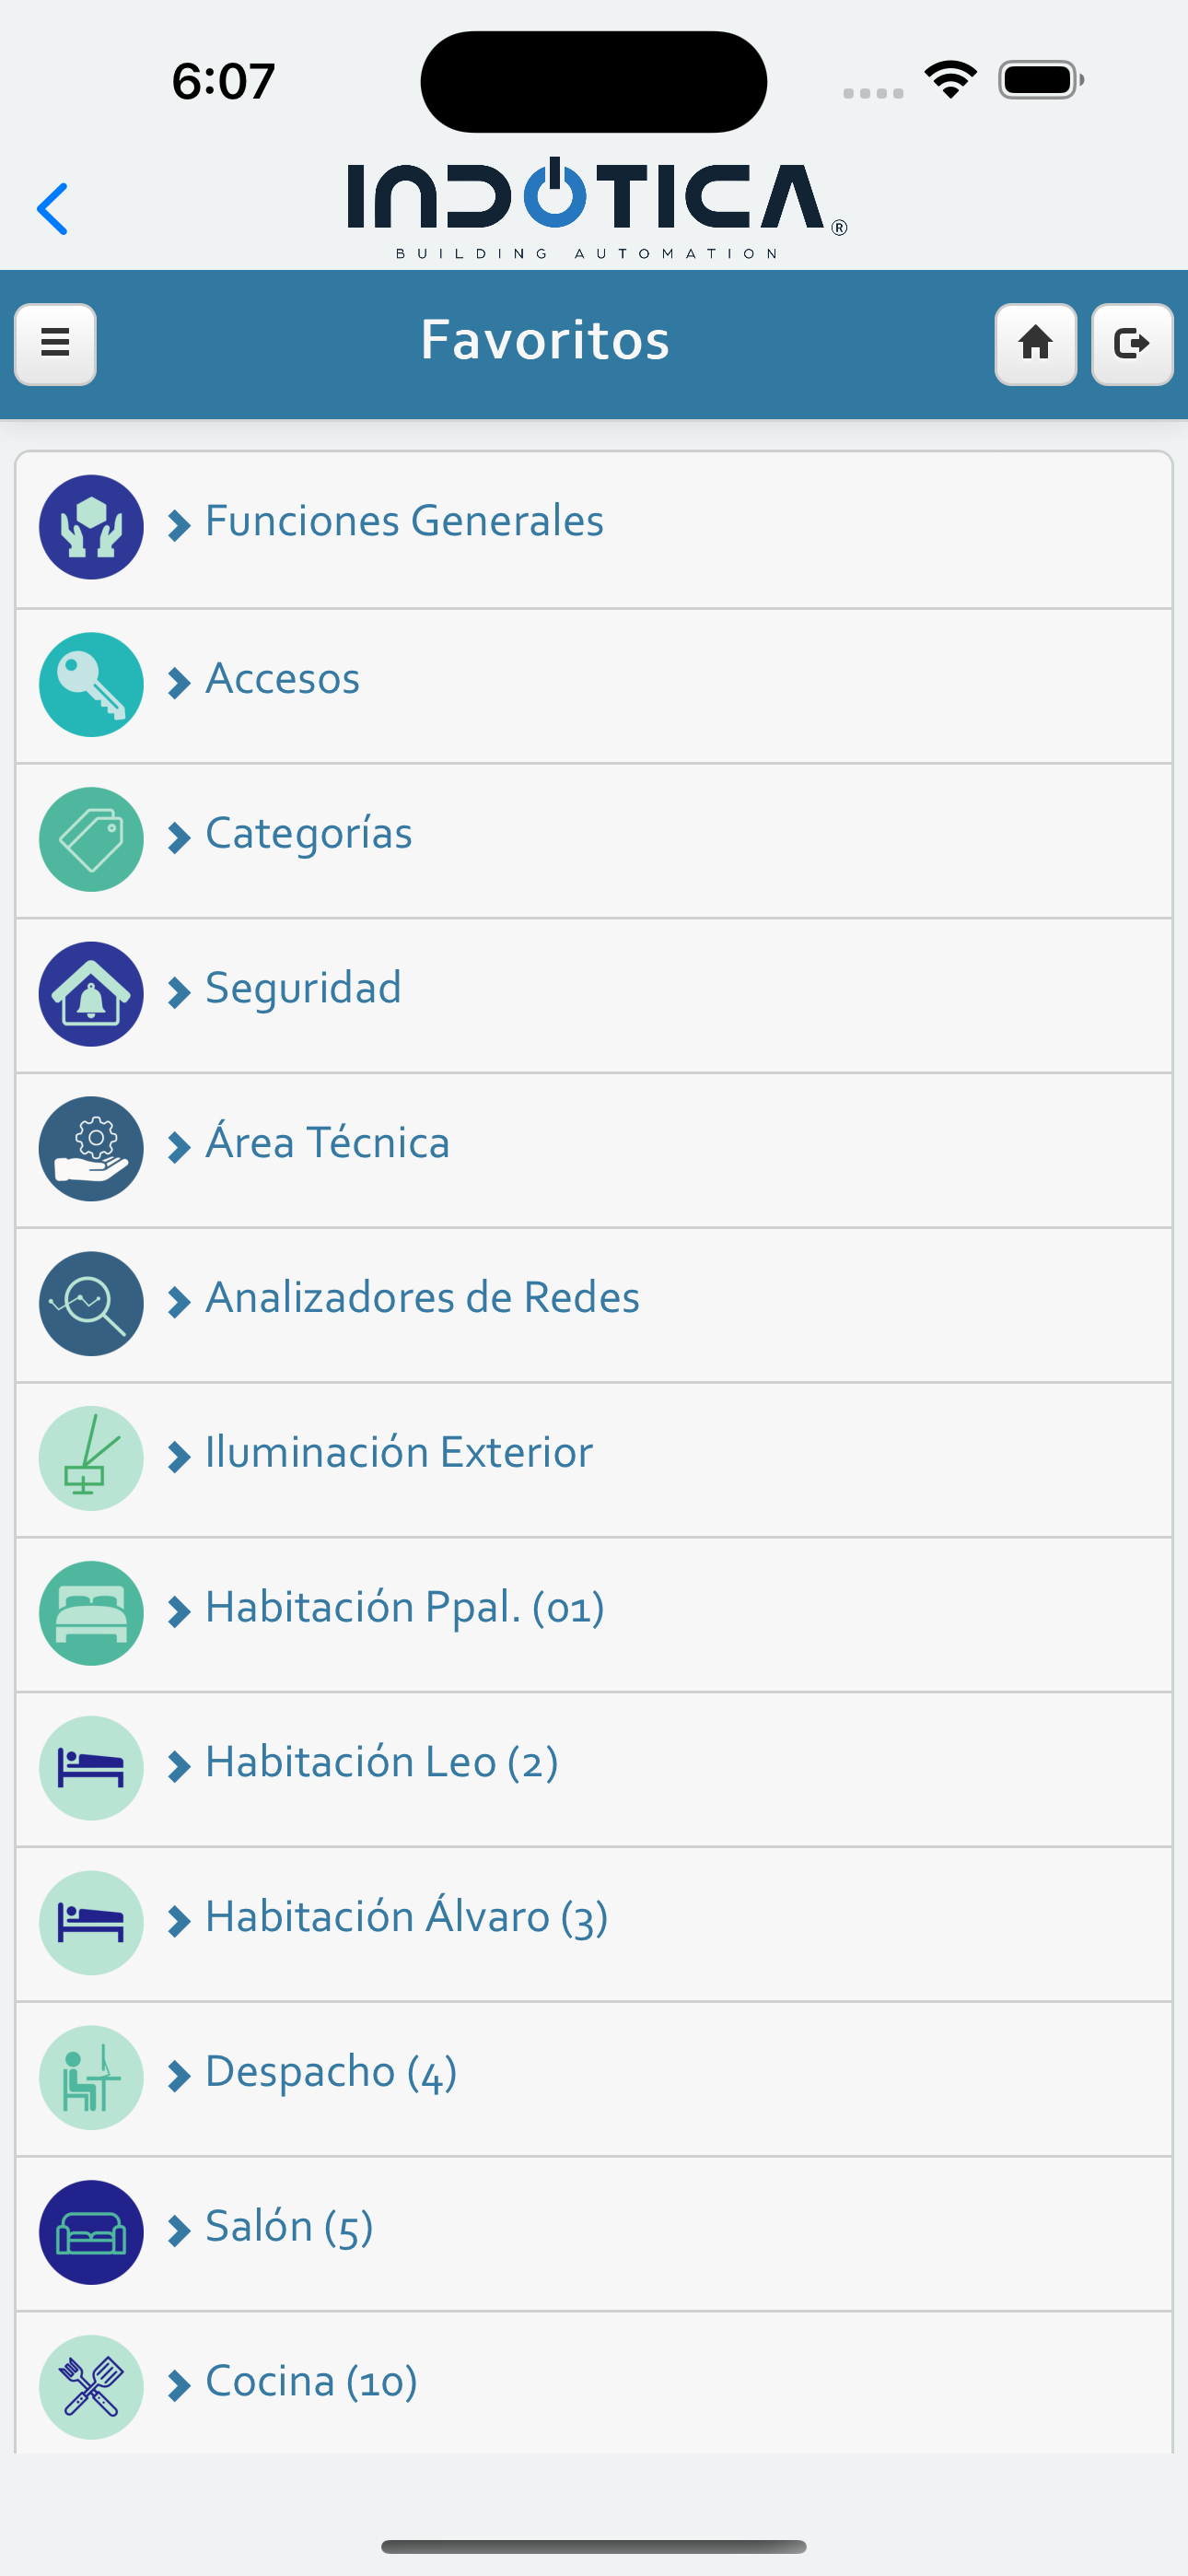 6:07
INDOTICA®
BUILDING AUTOMATION
Favoritos
Funciones Generales
Accesos
Categorías
Seguridad
Área Técnica
Analizadores de Redes
Iluminación Exterior
Habitación Ppal. (01)
Habitación Leo (2)
Habitación Álvaro (3)
Despacho (4)
Salón (5)
Cocina (10)